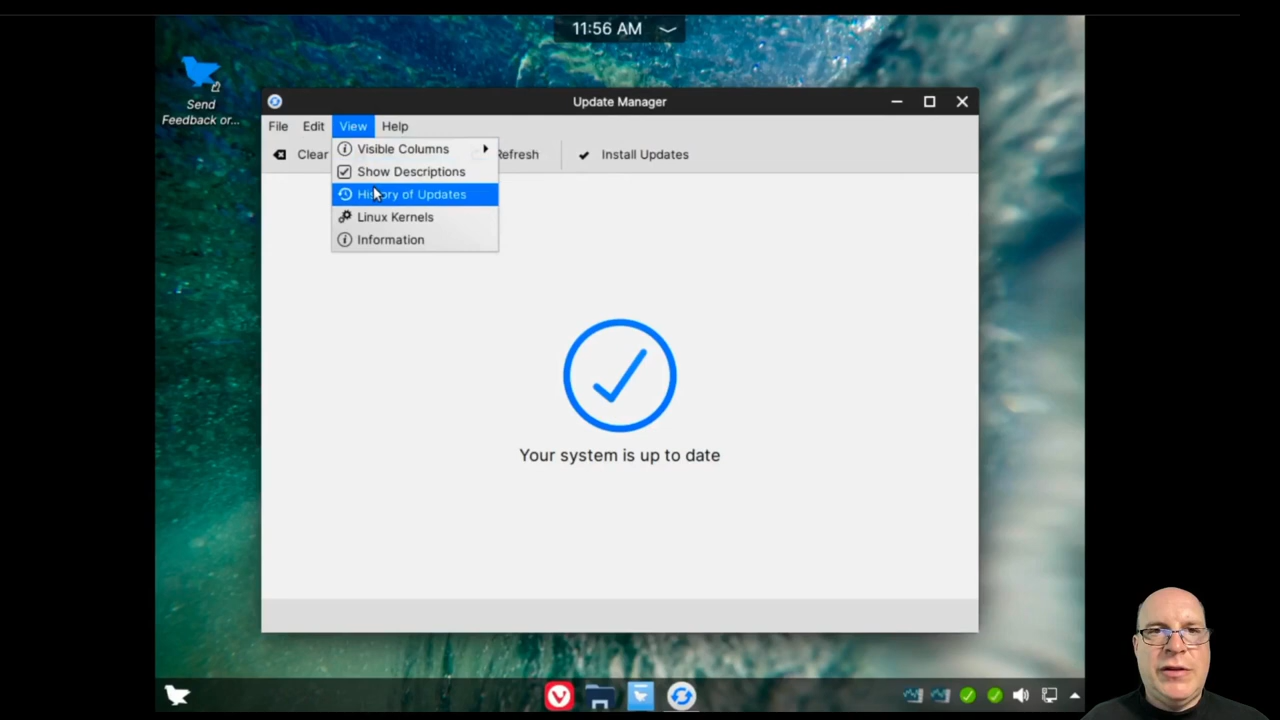 11:56 AM
Send
Feedback or...
Update Manager
File Edit View Help
Clear
Refresh
Install Updates
Visible Columns
Show Descriptions
History of Updates
Linux Kernels
Information
Your system is up to date